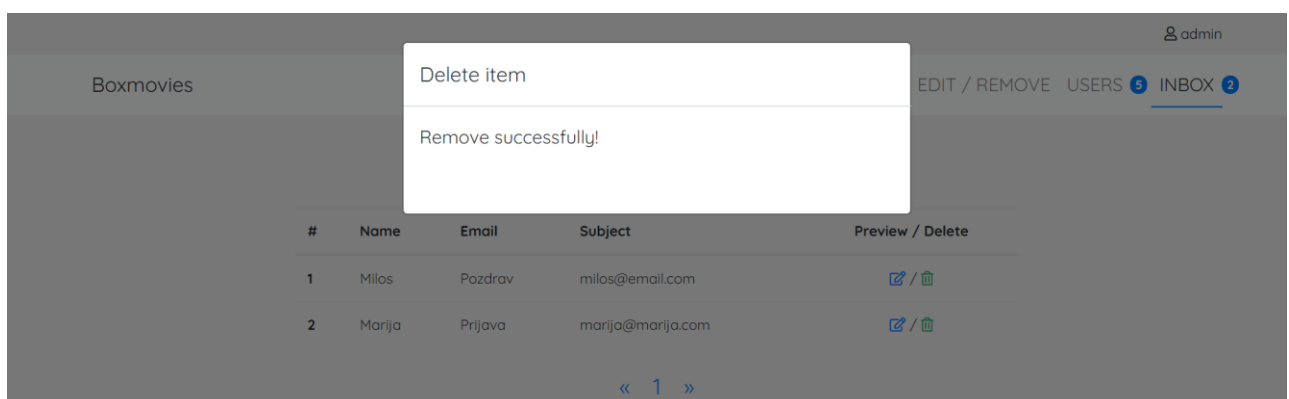 admin
Boxmovies
EDIT / REMOVE USERS 5 INBOX 2
Delete item
Remove successfully!
# Name Email Subject Preview / Delete
1 Milos Pozdrav milos@email.com /
2 Marija Prijava marija@marija.com /
« 1 »